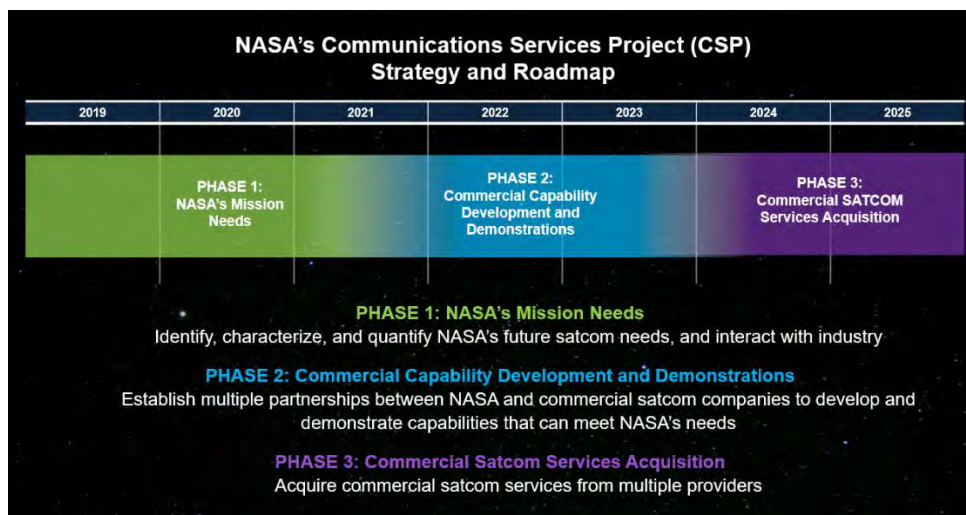 NASA's Communications Services Project (CSP)
Strategy and Roadmap
2019 2020 2021 2022 2023 2024 2025
PHASE 1:
NASA's Mission
Needs
PHASE 2:
Commercial Capability
Development and
Demonstrations
PHASE 3:
Commercial SATCOM
Services Acquisition
PHASE 1: NASA's Mission Needs
Identify, characterize, and quantify NASA's future satcom needs, and interact with industry
PHASE 2: Commercial Capability Development and Demonstrations
Establish multiple partnerships between NASA and commercial satcom companies to develop and
demonstrate capabilities that can meet NASA's needs
PHASE 3: Commercial Satcom Services Acquisition
Acquire commercial satcom services from multiple providers